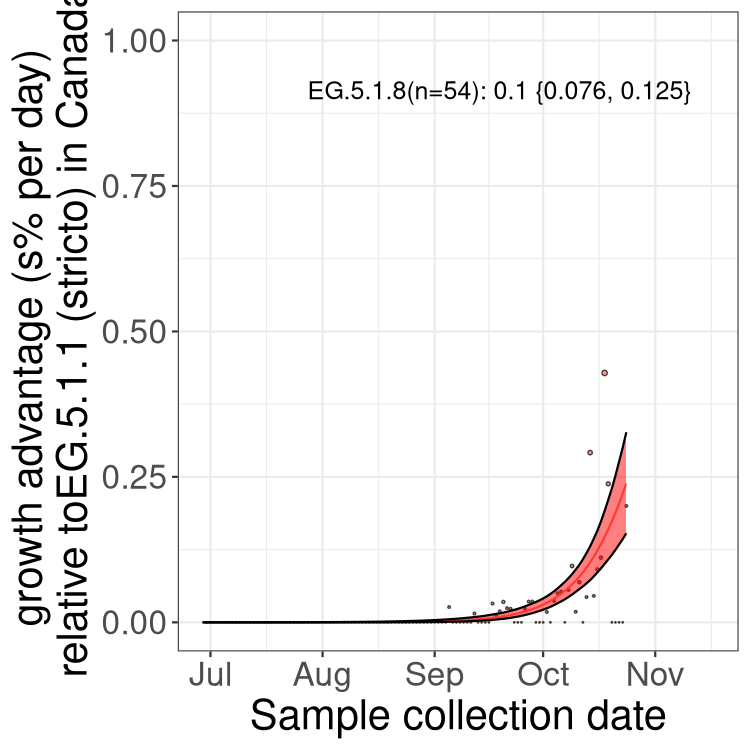 growth advantage (s% per day)
relative toEG.5.1.1 (stricto) in Canada
1.00
0.75
0.50
0.25
0.00
EG.5.1.8(n=54): 0.1 {0.076, 0.125}
Jul Aug Sep Oct Nov
Sample collection date